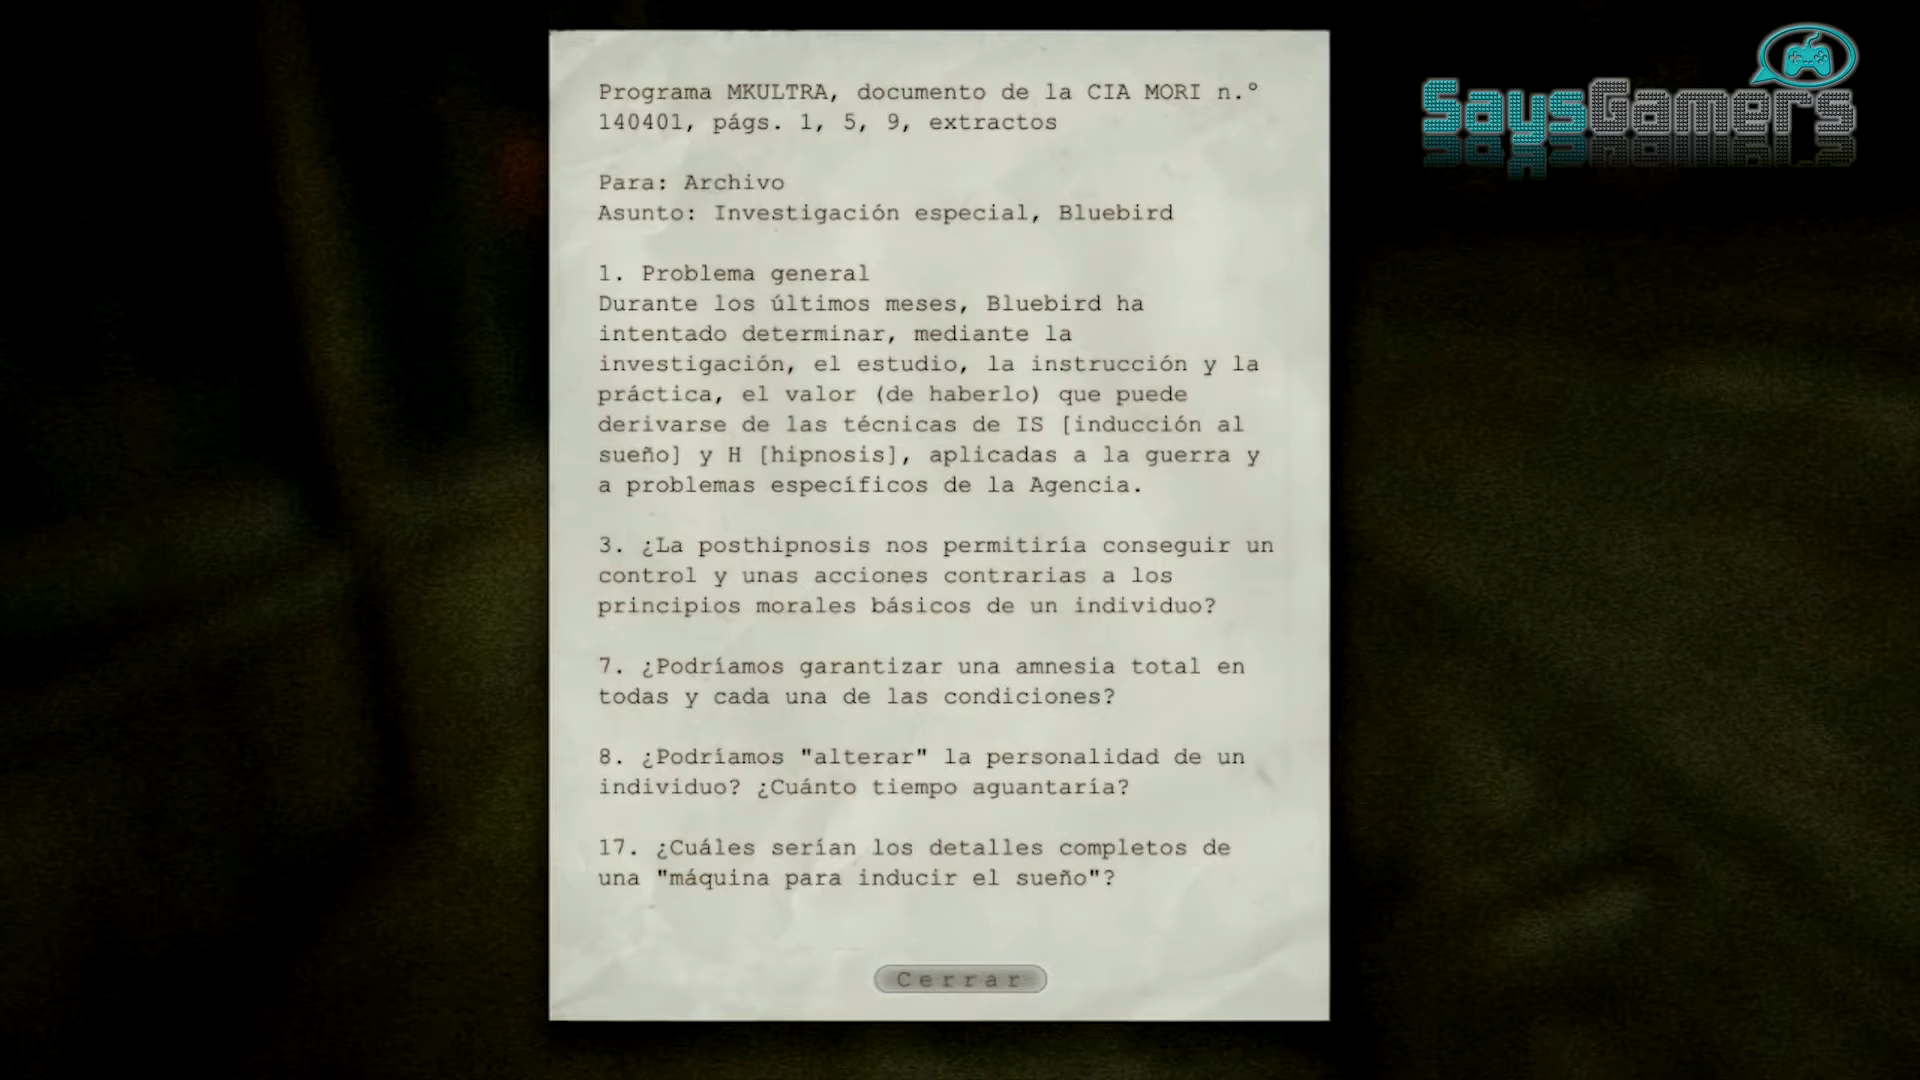 SaysGamers
Programa MKULTRA, documento de la CIA MORI n.º
140401, págs. 1, 5, 9, extractos
Para: Archivo
Asunto: Investigación especial, Bluebird
1. Problema general
Durante los últimos meses, Bluebird ha
intentado determinar, mediante la
investigación, el estudio, la instrucción y la
práctica, el valor (de haberlo) que puede
derivarse de las técnicas de IS [inducción al
sueño] y H [hipnosis], aplicadas a la guerra y
a problemas específicos de la Agencia.
3. ¿La posthipnosis nos permitiría conseguir un
control y unas acciones contrarias a los
principios morales básicos de un individuo?
7. ¿Podríamos garantizar una amnesia total en
todas y cada una de las condiciones?
8. ¿Podríamos "alterar" la personalidad de un
individuo? ¿Cuánto tiempo aguantaría?
17. ¿Cuáles serían los detalles completos de
una "máquina para inducir el sueño"?
Cerrar